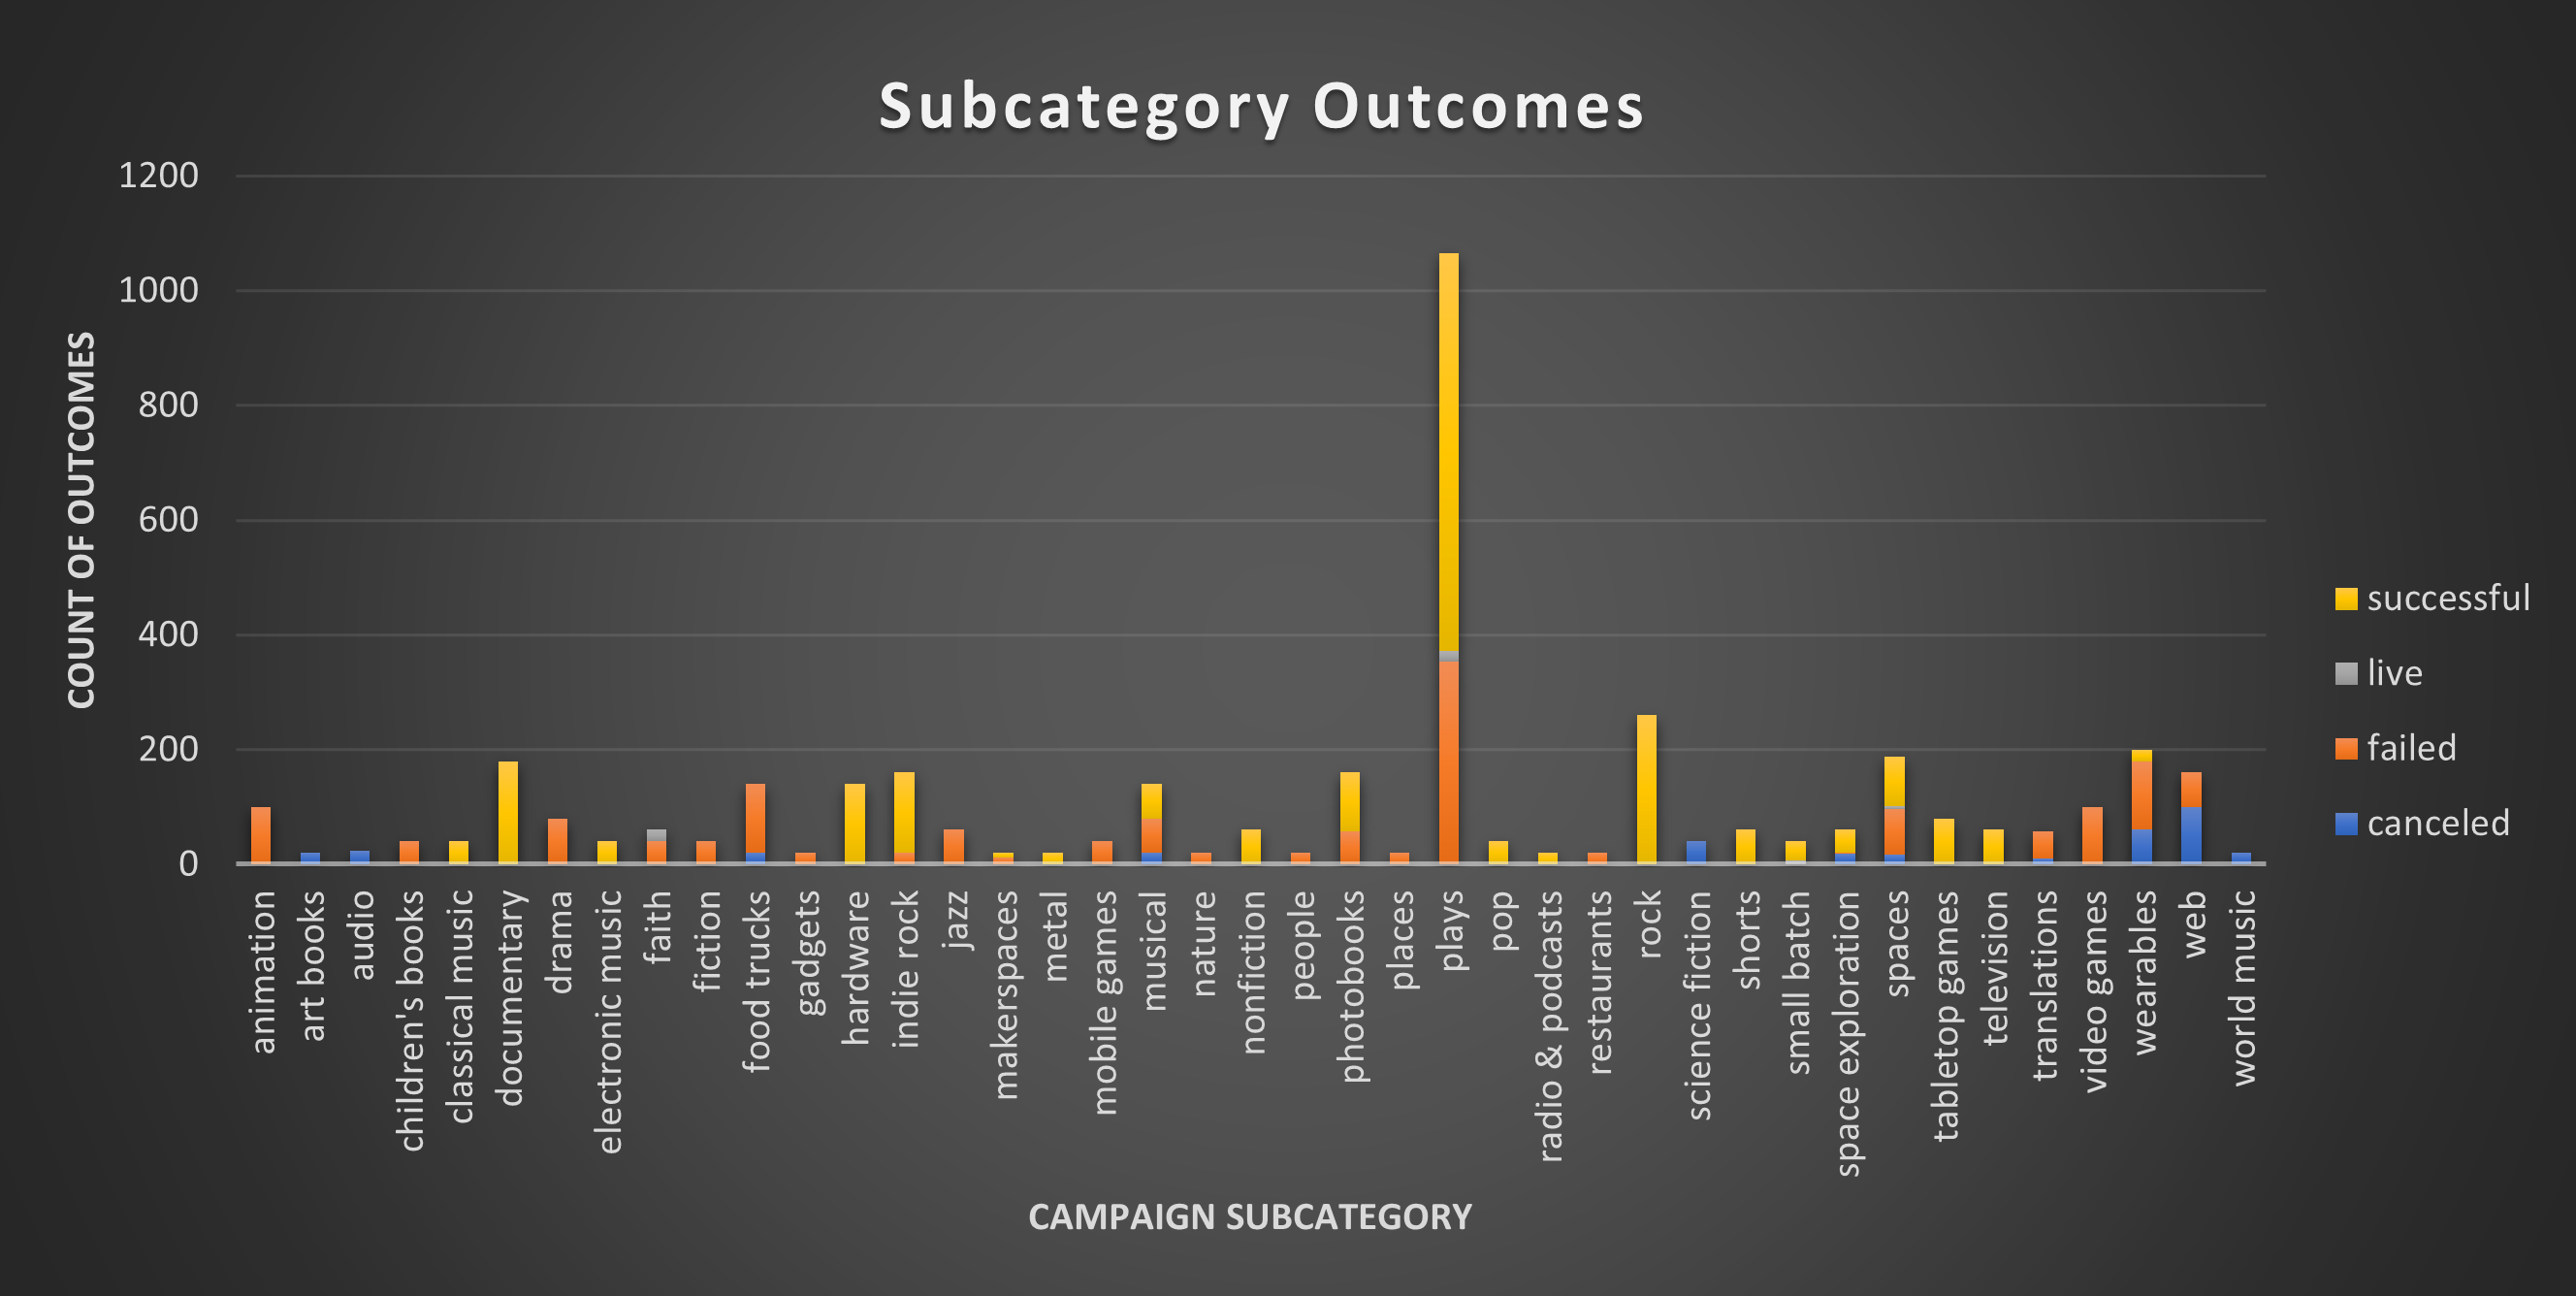 Subcategory Outcomes
1200
1000
800
600
400
200
0
COUNT OF OUTCOMES
animation
art books
audio
children's books
classical music
documentary
drama
electronic music
faith
fiction
food trucks
gadgets
hardware
indie rock
jazz
makerspaces
metal
mobile games
musical
nature
nonfiction
people
photobooks
places
plays
pop
radio & podcasts
restaurants
rock
science fiction
shorts
small batch
space exploration
spaces
tabletop games
television
translations
video games
wearables
web
world music
CAMPAIGN SUBCATEGORY
successful
live
failed
canceled